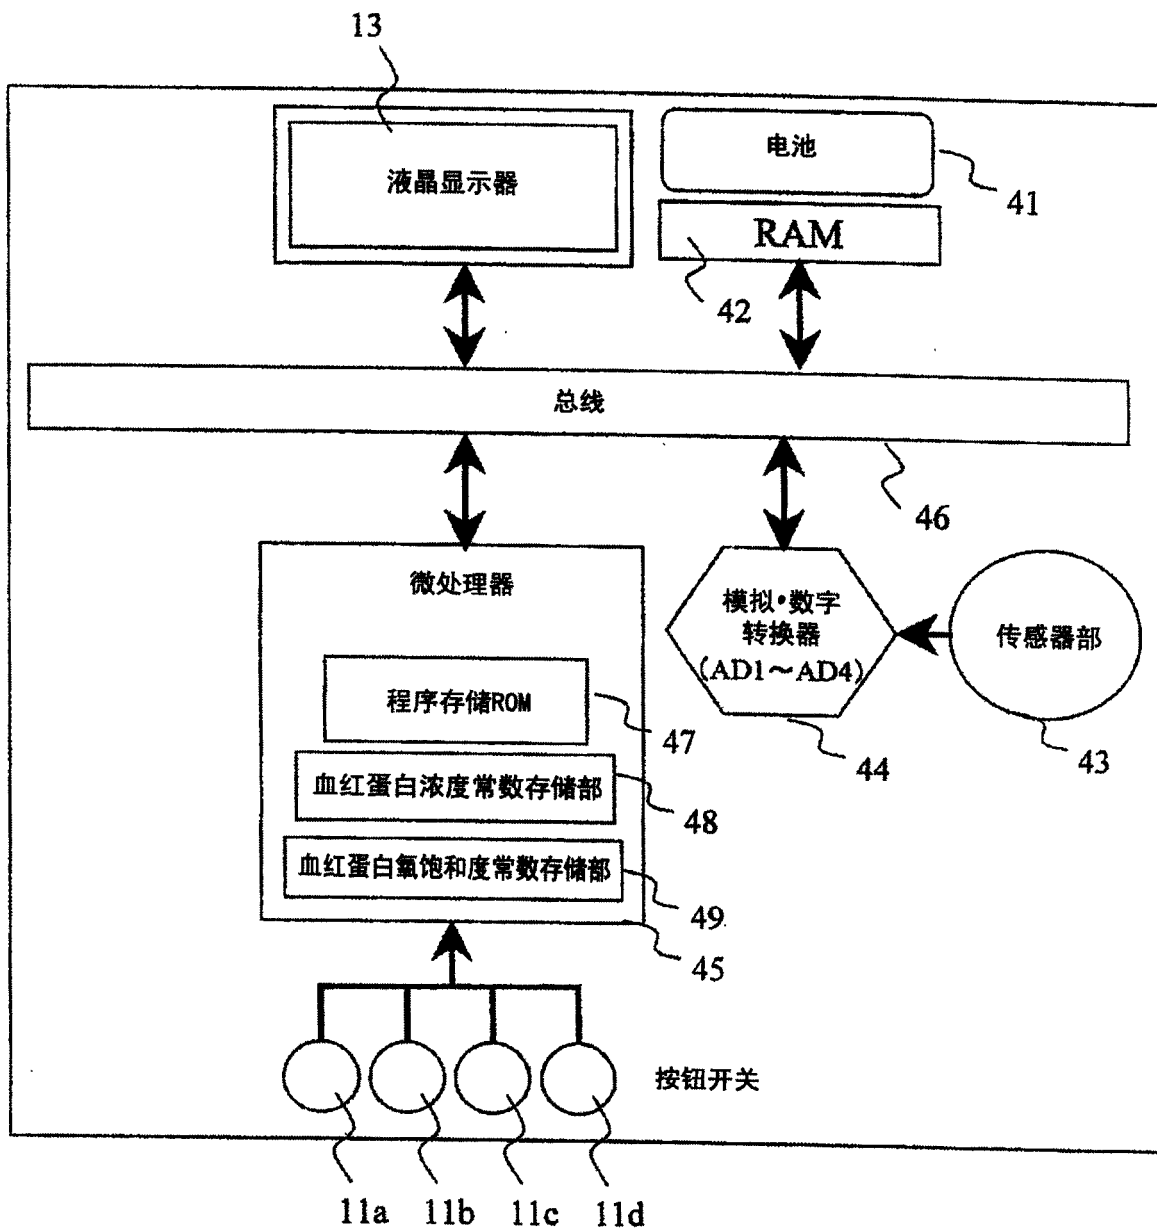 13
液晶显示器
电池
41
RAM
42
总线
46
微处理器
模拟•数字
转换器
(AD1～AD4)
传感器部
程序存储ROM
47
44
43
血红蛋白浓度常数存储部
48
血红蛋白氧饱和度常数存储部
49
45
按钮开关
11a
11b
11c
11d